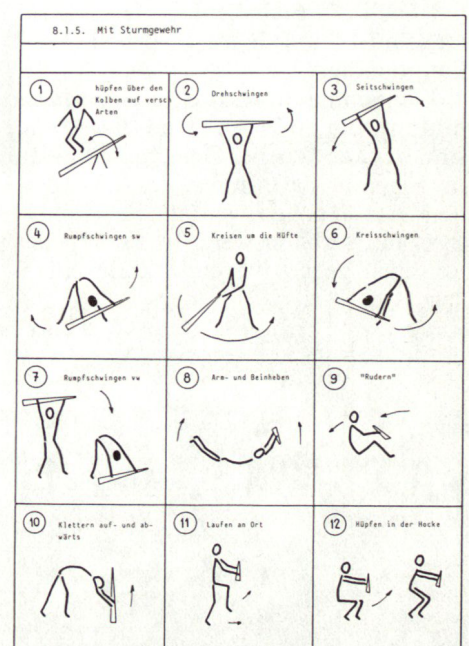 8.1.5. Mit Sturmgewehr
1
hüpfen über den
Kolben auf versch
Arten
2
Drehschwingen
3
Seitschwingen
4
Rumpfschwingen sw
5
Kreisen um die Hüfte
6
Kreisschwingen
7
Rumpfschwingen vw
8
Arm- und Beinheben
9
"Rudern"
10
Klettern auf- und ab-
wärts
11
Laufen an Ort
12
Hüpfen in der Hocke